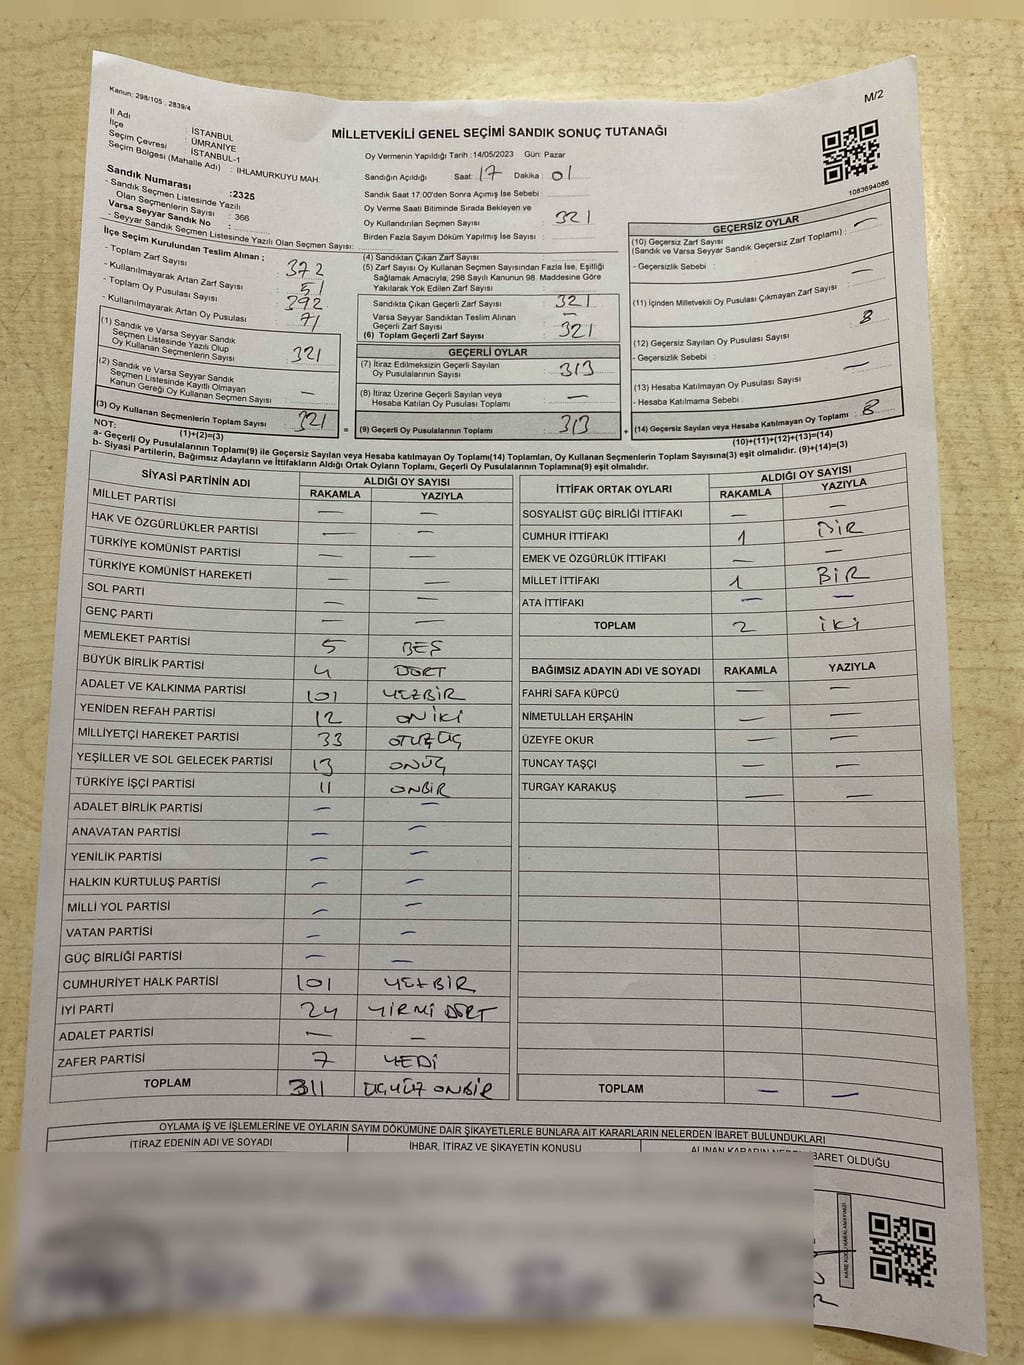 Kanun: 298/105 ; 2839/4
M/2
İl Adı : İSTANBUL
İlçe : ÜMRANİYE
Seçim Çevresi : İSTANBUL-1
Seçim Bölgesi (Mahalle Adı) : IHLAMURKUYU MAH.
MİLLETVEKİLİ GENEL SEÇİMİ SANDIK SONUÇ TUTANAĞI
Oy Vermenin Yapıldığı Tarih :14/05/2023 Gün: Pazar
Sandığın Açıldığı Saat: 17 Dakika: 01
Sandık Saat 17:00'den Sonra Açımış İse Sebebi :
Oy Verme Saati Bitiminde Sırada Bekleyen ve
Oy Kullandırılan Seçmen Sayısı : 321
Birden Fazla Sayım Döküm Yapılmış İse Sayısı :
1083694086
Sandık Numarası :2325
- Sandık Seçmen Listesinde Yazılı
Olan Seçmenlerin Sayısı : 366
Varsa Seyyar Sandık No :
- Seyyar Sandık Seçmen Listesinde Yazılı Olan Seçmen Sayısı:
İlçe Seçim Kurulundan Teslim Alınan ;
- Toplam Zarf Sayısı : 372
- Kullanılmayarak Artan Zarf Sayısı : 51
- Toplam Oy Pusulası Sayısı : 392
- Kullanılmayarak Artan Oy Pusulası : 71
(1) Sandık ve Varsa Seyyar Sandık
Seçmen Listesinde Yazılı Olup
Oy Kullanan Seçmenlerin Sayısı : 321
(2) Sandık ve Varsa Seyyar Sandık
Seçmen Listesinde Kayıtlı Olmayan
Kanun Gereği Oy Kullanan Seçmen Sayısı : —
(3) Oy Kullanan Seçmenlerin Toplam Sayısı : 321
(1)+(2)=(3)
(4) Sandıktan Çıkan Zarf Sayısı :
(5) Zarf Sayısı Oy Kullanan Seçmen Sayısından Fazla İse, Eşitliği
Sağlamak Amacıyla, 298 Sayılı Kanunun 98. Maddesine Göre
Yakılarak Yok Edilen Zarf Sayısı :
Sandıkta Çıkan Geçerli Zarf Sayısı : 321
Varsa Seyyar Sandıktan Teslim Alınan
Geçerli Zarf Sayısı : —
(6) Toplam Geçerli Zarf Sayısı : 321
GEÇERLİ OYLAR
(7) İtiraz Edilmeksizin Geçerli Sayılan
Oy Pusulalarının Sayısı : 313
(8) İtiraz Üzerine Geçerli Sayılan veya
Hesaba Katılan Oy Pusulası Toplamı : —
= (9) Geçerli Oy Pusulalarının Toplamı : 313
GEÇERSİZ OYLAR
(10) Geçersiz Zarf Sayısı
(Sandık ve Varsa Seyyar Sandık Geçersiz Zarf Toplamı) : —
- Geçersizlik Sebebi :
(11) İçinden Milletvekili Oy Pusulası Çıkmayan Zarf Sayısı :
(12) Geçersiz Sayılan Oy Pusulası Sayısı : 8
- Geçersizlik Sebebi :
(13) Hesaba Katılmayan Oy Pusulası Sayısı : —
- Hesaba Katılmama Sebebi :
+ (14) Geçersiz Sayılan veya Hesaba Katılmayan Oy Toplamı : 8
(10)+(11)+(12)+(13)=(14)
NOT:
a- Geçerli Oy Pusulalarının Toplamı(9) ile Geçersiz Sayılan veya Hesaba katılmayan Oy Toplamı(14) Toplamları, Oy Kullanan Seçmenlerin Toplam Sayısına(3) eşit olmalıdır. (9)+(14)=(3)
b- Siyasi Partilerin, Bağımsız Adayların ve İttifakların Aldığı Ortak Oyların Toplamı, Geçerli Oy Pusulalarının Toplamına(9) eşit olmalıdır.
SİYASİ PARTİNİN ADI ALDIĞI OY SAYISI
RAKAMLA YAZIYLA
MİLLET PARTİSİ — —
HAK VE ÖZGÜRLÜKLER PARTİSİ — —
TÜRKİYE KOMÜNİST PARTİSİ — —
TÜRKİYE KOMÜNİST HAREKETİ — —
SOL PARTİ — —
GENÇ PARTİ — —
MEMLEKET PARTİSİ 5 BEŞ
BÜYÜK BİRLİK PARTİSİ 4 DÖRT
ADALET VE KALKINMA PARTİSİ 101 YÜZBİR
YENİDEN REFAH PARTİSİ 12 ONİKİ
MİLLİYETÇİ HAREKET PARTİSİ 33 OTUZÜÇ
YEŞİLLER VE SOL GELECEK PARTİSİ 13 ONÜÇ
TÜRKİYE İŞÇİ PARTİSİ 11 ONBİR
ADALET BİRLİK PARTİSİ — —
ANAVATAN PARTİSİ — —
YENİLİK PARTİSİ — —
HALKIN KURTULUŞ PARTİSİ — —
MİLLİ YOL PARTİSİ — —
VATAN PARTİSİ — —
GÜÇ BİRLİĞİ PARTİSİ — —
CUMHURİYET HALK PARTİSİ 101 YÜZBİR
İYİ PARTİ 24 YİRMİ DÖRT
ADALET PARTİSİ — —
ZAFER PARTİSİ 7 YEDİ
TOPLAM 311 ÜÇYÜZ ONBİR
İTTİFAK ORTAK OYLARI ALDIĞI OY SAYISI
RAKAMLA YAZIYLA
SOSYALİST GÜÇ BİRLİĞİ İTTİFAKI — —
CUMHUR İTTİFAKI 1 BİR
EMEK VE ÖZGÜRLÜK İTTİFAKI — —
MİLLET İTTİFAKI 1 BİR
ATA İTTİFAKI — —
TOPLAM 2 İKİ
BAĞIMSIZ ADAYIN ADI VE SOYADI RAKAMLA YAZIYLA
FAHRİ SAFA KÜPCÜ — —
NİMETULLAH ERŞAHİN — —
ÜZEYFE OKUR — —
TUNCAY TAŞÇI — —
TURGAY KARAKUŞ — —
TOPLAM — —
OYLAMA İŞ VE İŞLEMLERİNE VE OYLARIN SAYIM DÖKÜMÜNE DAİR ŞİKAYETLERLE BUNLARA AİT KARARLARIN NELERDEN İBARET BULUNDUKLARI
İTİRAZ EDENİN ADI VE SOYADI İHBAR, İTİRAZ VE ŞİKAYETİN KONUSU ALINAN KARARIN NEDEN İBARET OLDUĞU